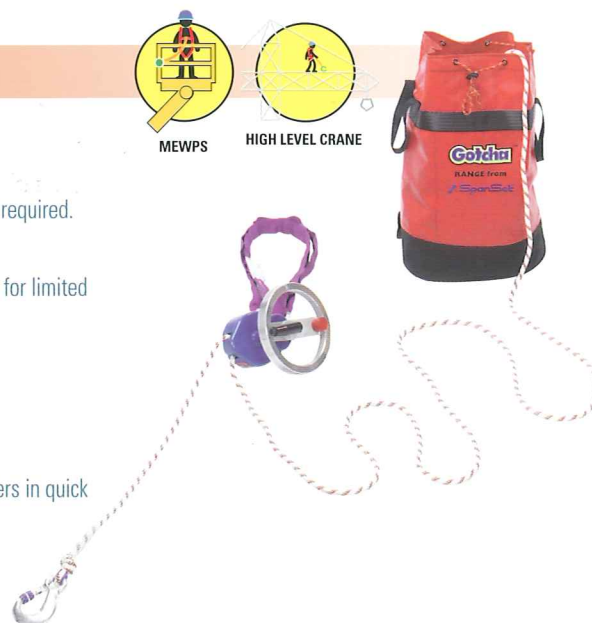 MEWPS
HIGH LEVEL CRANE
Gotcha
RANGE from
SpanSet
required.
for limited
ers in quick